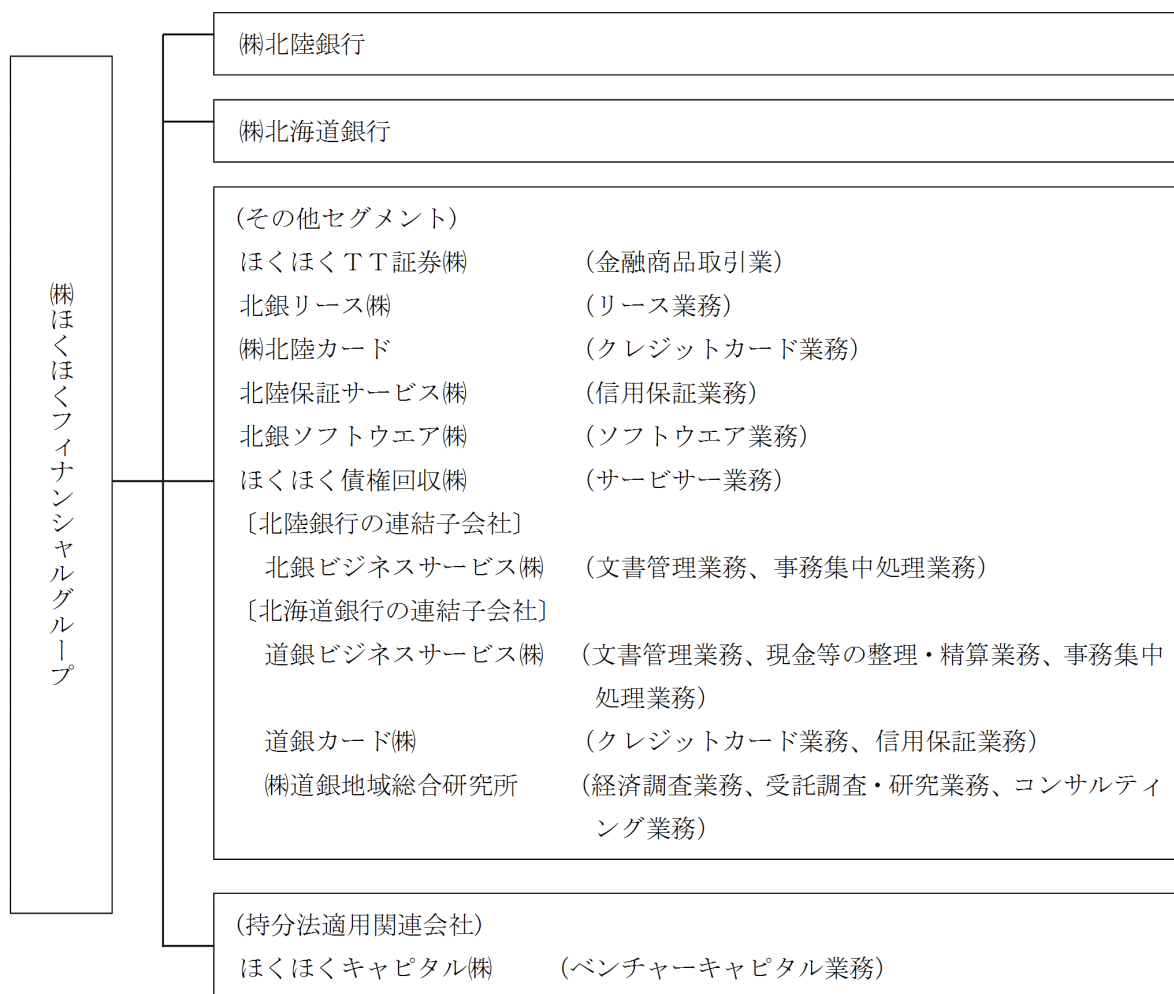 ㈱ほくほくフィナンシャルグループ
㈱北陸銀行
㈱北海道銀行
(その他セグメント)
ほくほくＴＴ証券㈱ (金融商品取引業)
北銀リース㈱ (リース業務)
㈱北陸カード (クレジットカード業務)
北陸保証サービス㈱ (信用保証業務)
北銀ソフトウエア㈱ (ソフトウエア業務)
ほくほく債権回収㈱ (サービサー業務)
〔北陸銀行の連結子会社〕
北銀ビジネスサービス㈱ (文書管理業務、事務集中処理業務)
〔北海道銀行の連結子会社〕
道銀ビジネスサービス㈱ (文書管理業務、現金等の整理・精算業務、事務集中
処理業務)
道銀カード㈱ (クレジットカード業務、信用保証業務)
㈱道銀地域総合研究所 (経済調査業務、受託調査・研究業務、コンサルティ
ング業務)
(持分法適用関連会社)
ほくほくキャピタル㈱ (ベンチャーキャピタル業務)